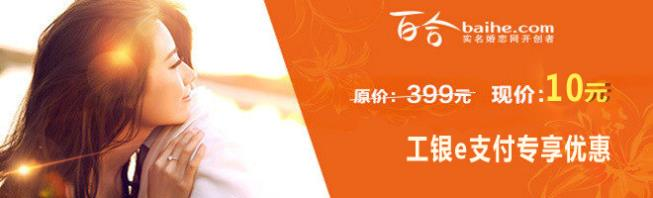 百合 baihe.com
实名婚恋网开创者
原价：399元 现价:10元
工银e支付专享优惠